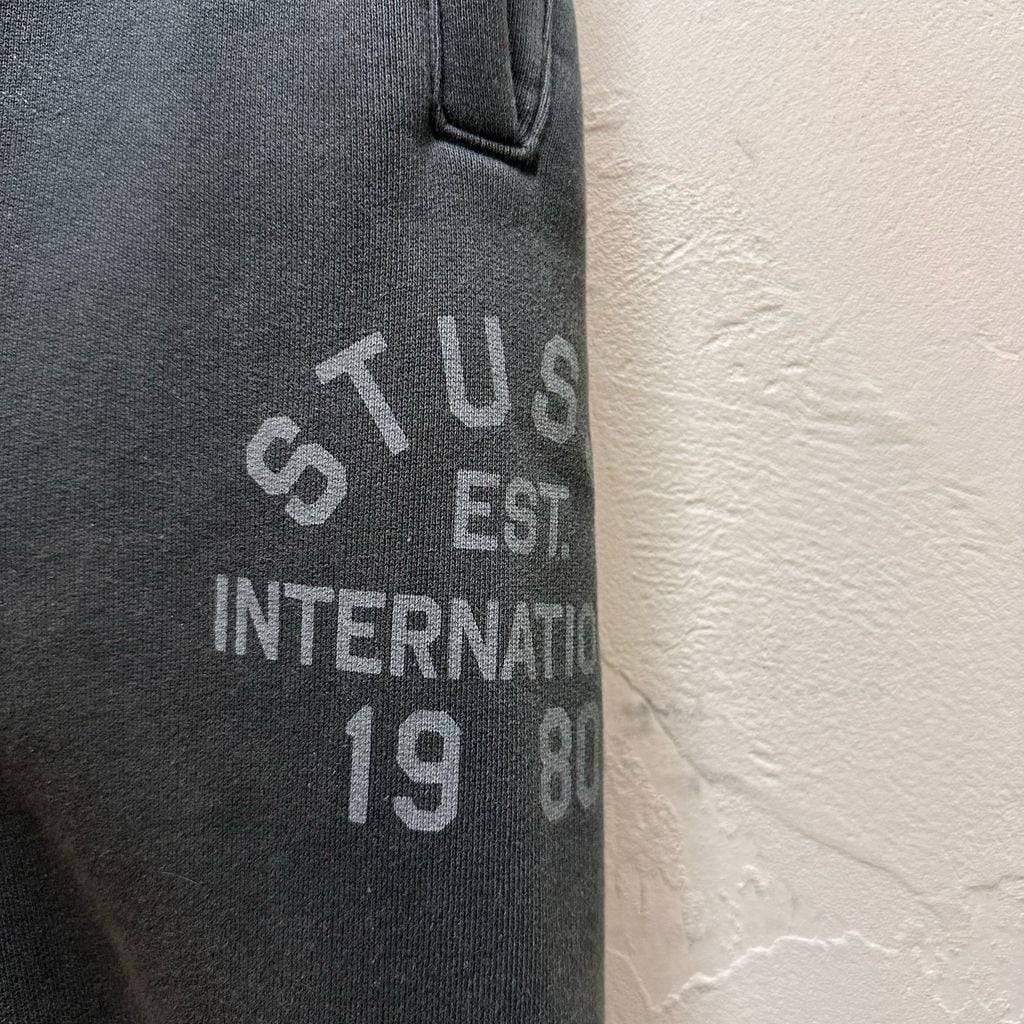 STUS
EST.
INTERNATIO
19 80